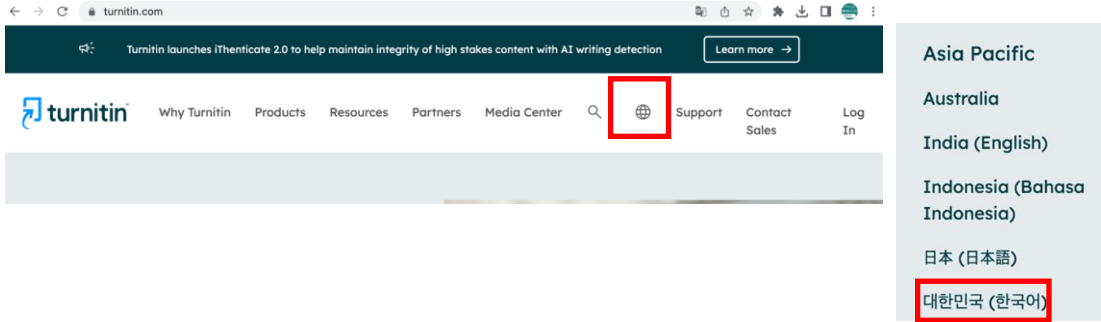 turnitin.com
Turnitin launches iThenticate 2.0 to help maintain integrity of high stakes content with AI writing detection Learn more →
turnitin Why Turnitin Products Resources Partners Media Center Support Contact Log
Sales In
Asia Pacific
Australia
India (English)
Indonesia (Bahasa
Indonesia)
日本 (日本語)
대한민국 (한국어)